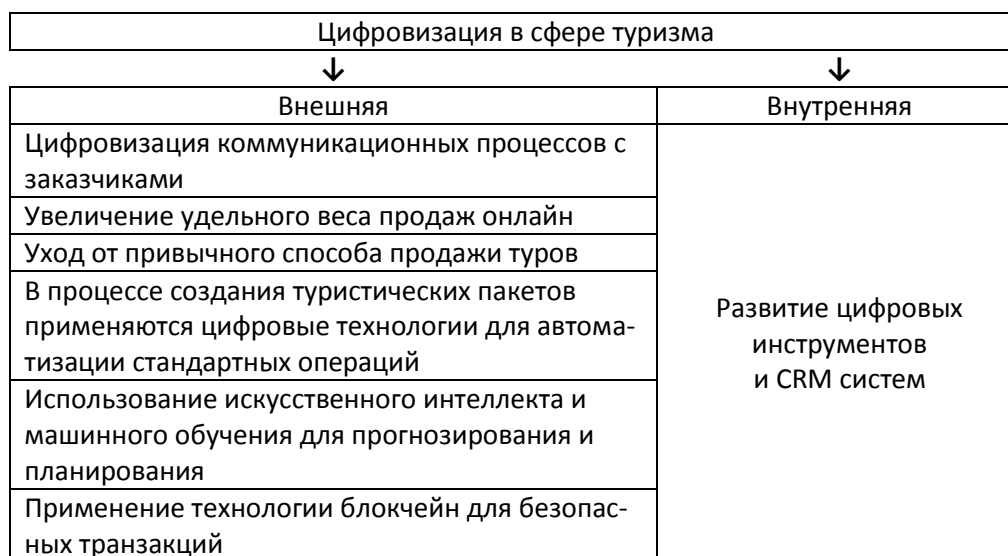 Цифровизация в сфере туризма
↓ ↓
Внешняя Внутренняя
Цифровизация коммуникационных процессов с
заказчиками
Увеличение удельного веса продаж онлайн
Уход от привычного способа продажи туров
В процессе создания туристических пакетов
применяются цифровые технологии для автома-
тизации стандартных операций
Использование искусственного интеллекта и
машинного обучения для прогнозирования и
планирования
Применение технологии блокчейн для безопас-
ных транзакций
Развитие цифровых
инструментов
и CRM систем